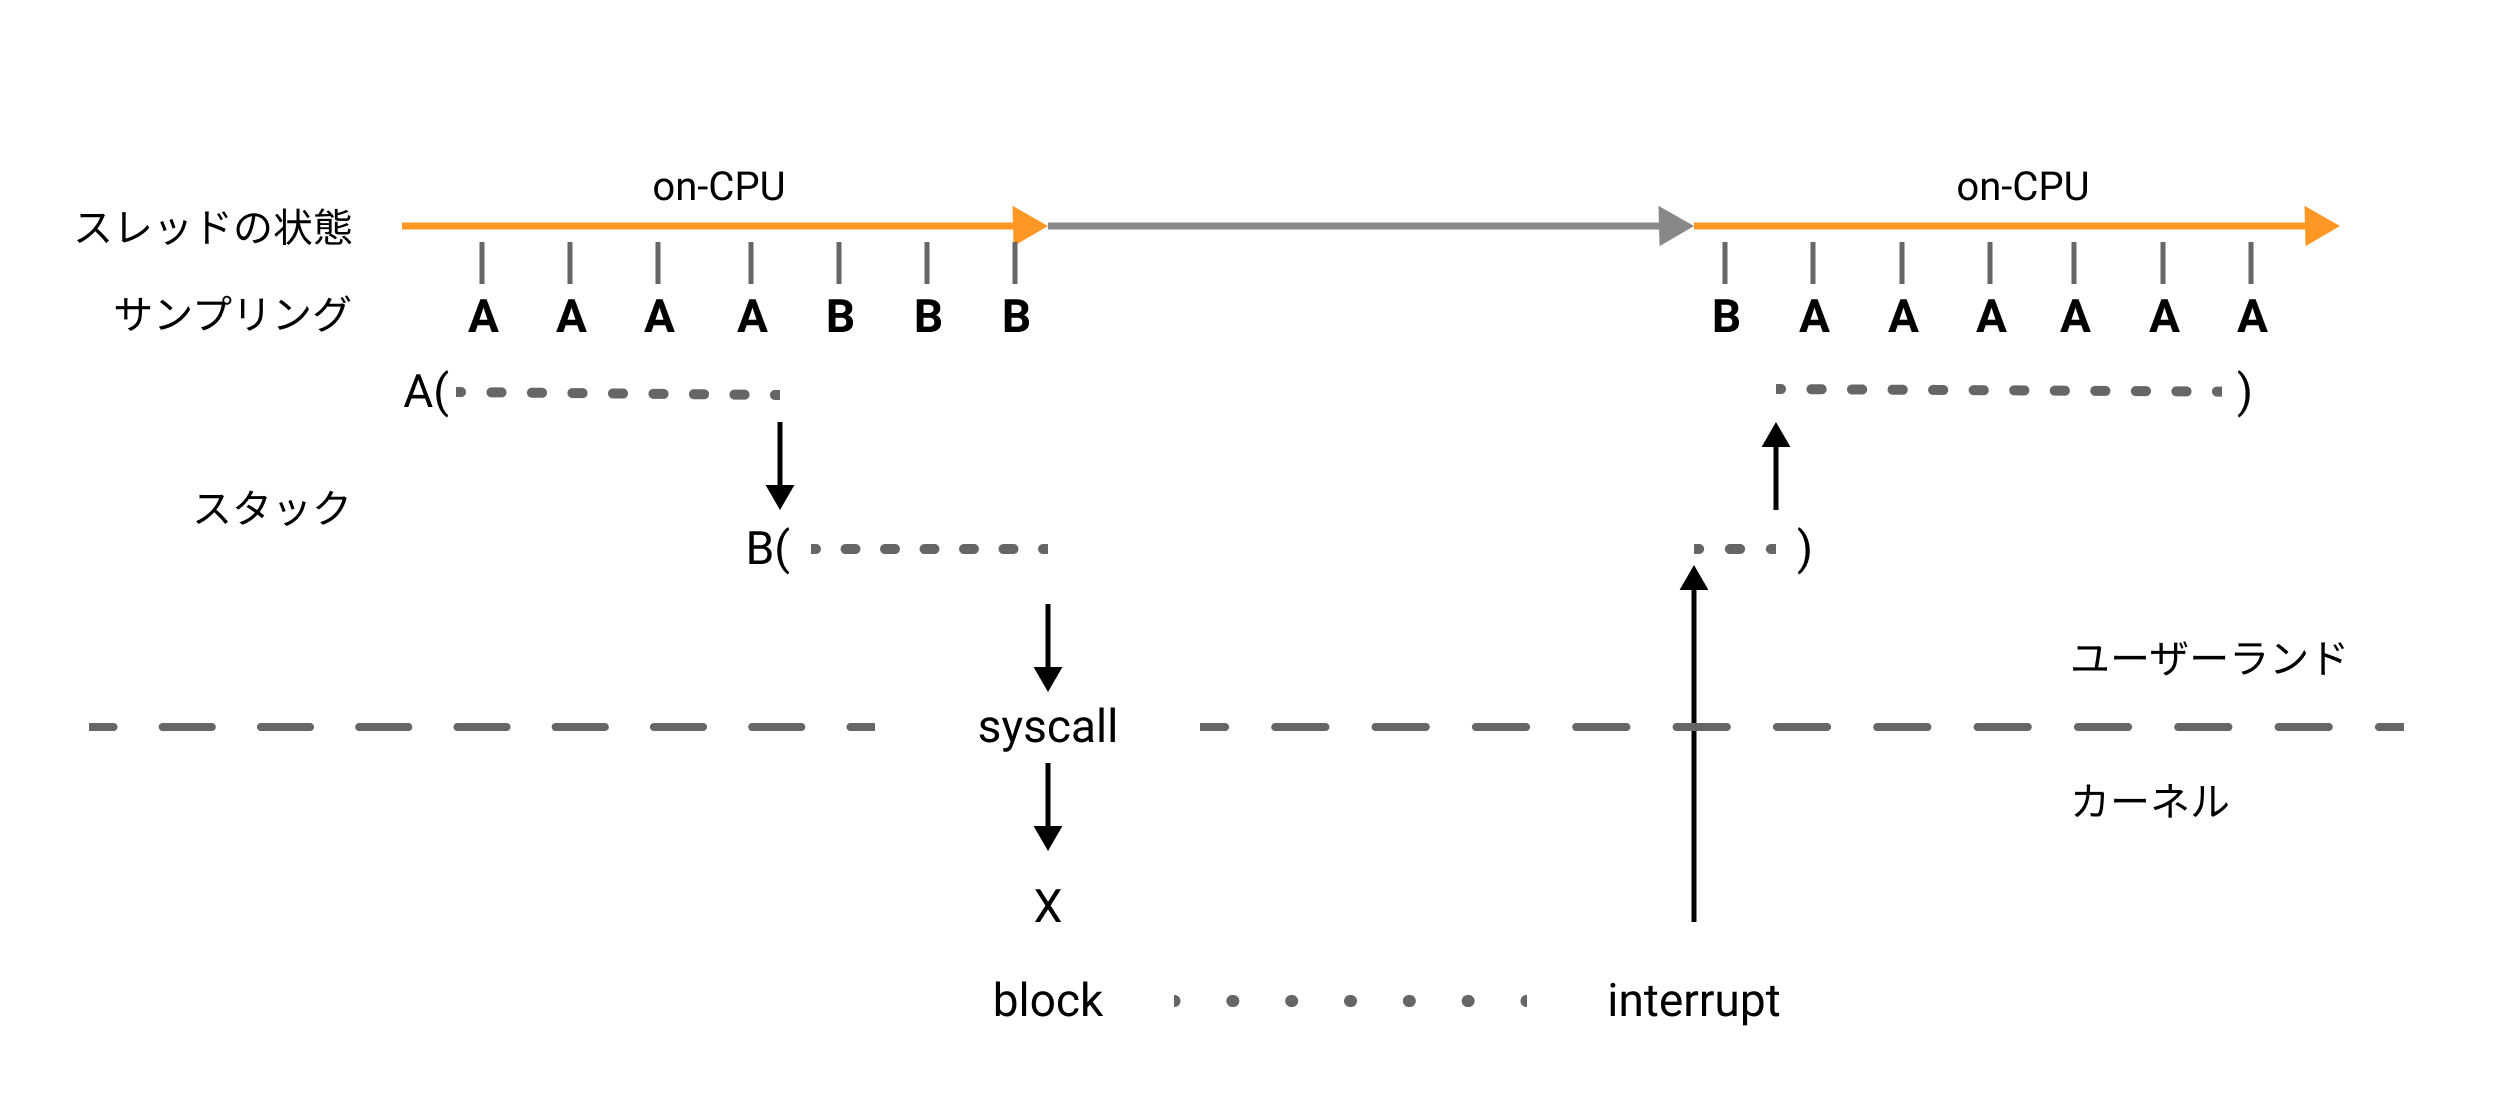 on-CPU on-CPU
スレッドの状態
サンプリング A A A A B B B B A A A A A A
A( )
スタック
B( )
ユーザーランド
syscall
カーネル
X
block interrupt